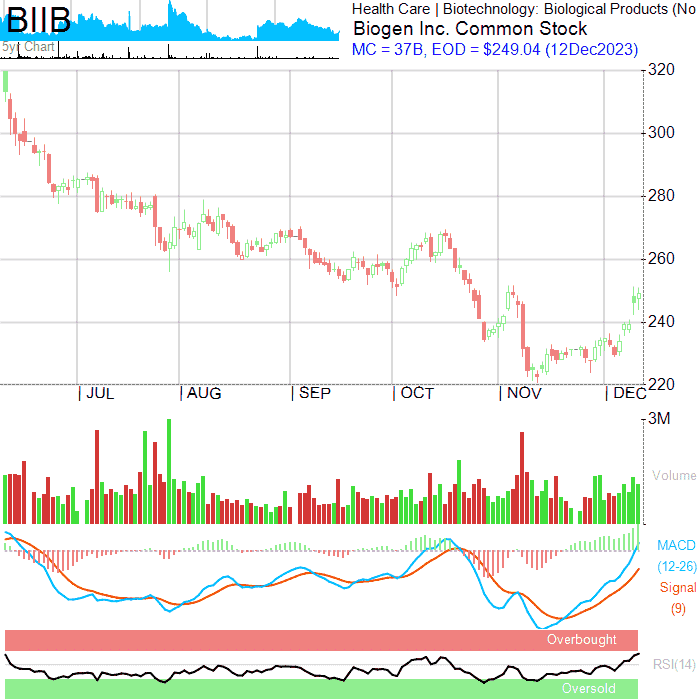 BIIB
5yr Chart
Health Care | Biotechnology: Biological Products (No
Biogen Inc. Common Stock
MC = 37B, EOD = $249.04 (12Dec2023)
320
300
280
260
240
220
| JUL | AUG | SEP | OCT | NOV | DEC
3M
Volume
MACD
(12-26)
Signal
(9)
Overbought
RSI(14)
Oversold